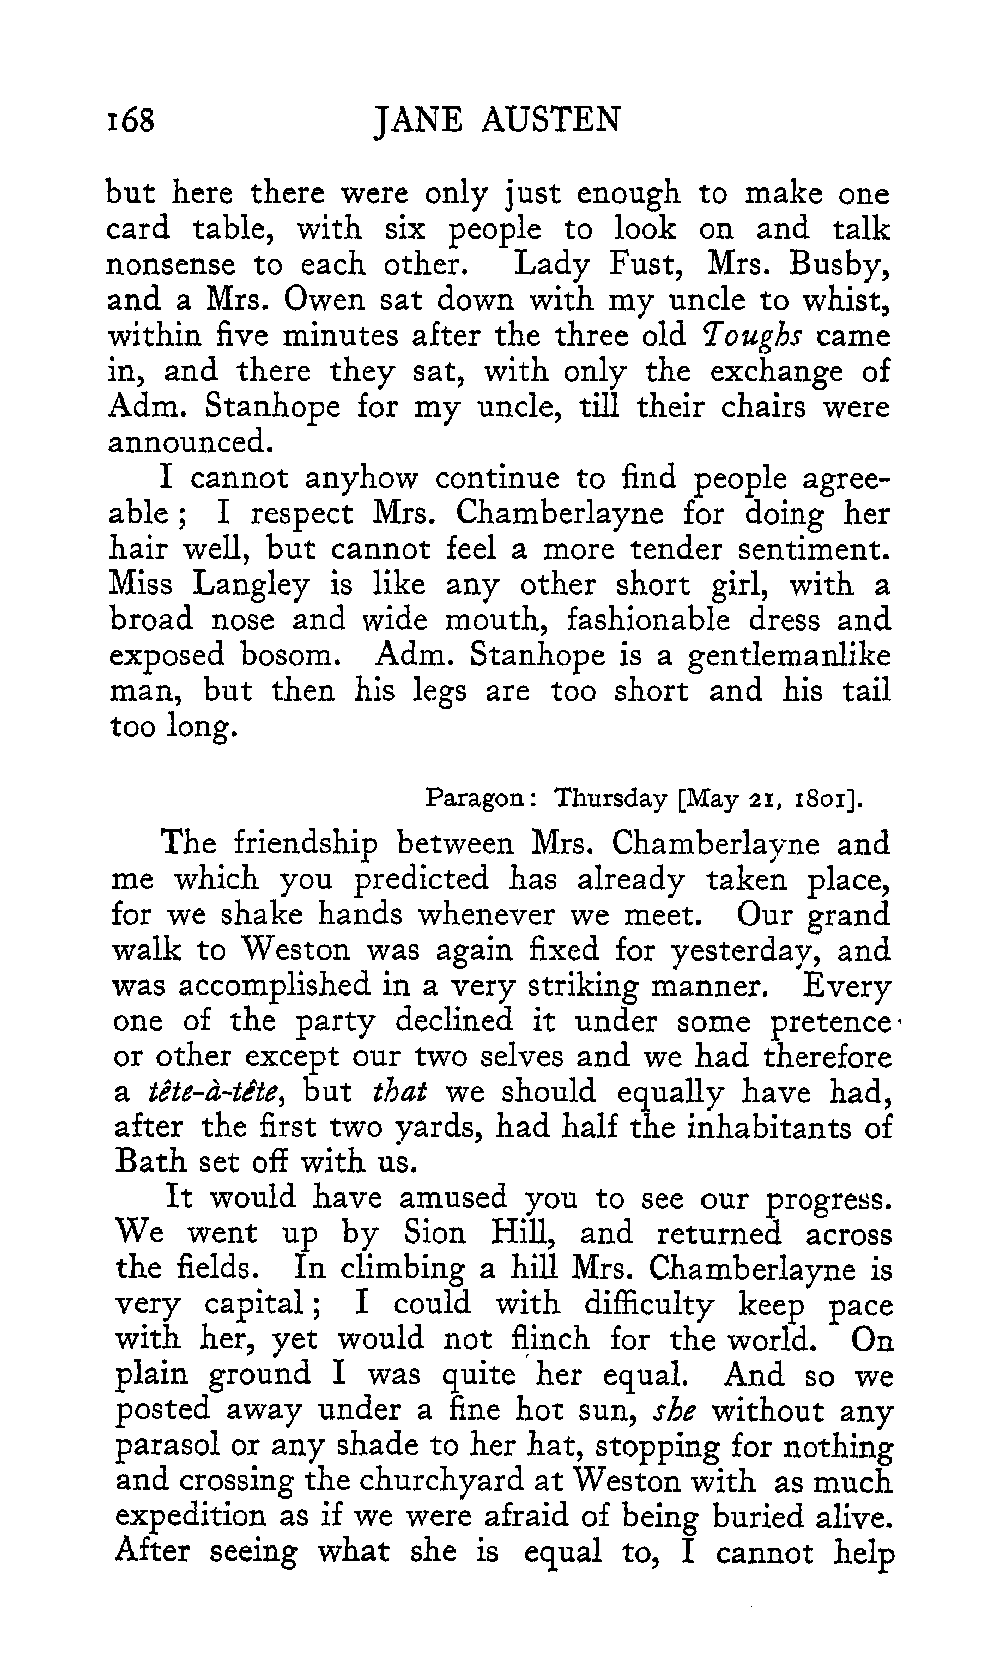 168 JANE AUSTEN
but here there were only just enough to make one
card table, with six people to look on and talk
nonsense to each other. Lady Fust, Mrs. Busby,
and a Mrs. Owen sat down with my uncle to whist,
within five minutes after the three old Toughs came
in, and there they sat, with only the exchange of
Adm. Stanhope for my uncle, till their chairs were
announced.
I cannot anyhow continue to find people agree-
able ; I respect Mrs. Chamberlayne for doing her
hair well, but cannot feel a more tender sentiment.
Miss Langley is like any other short girl, with a
broad nose and wide mouth, fashionable dress and
exposed bosom. Adm. Stanhope is a gentlemanlike
man, but then his legs are too short and his tail
too long.
Paragon: Thursday [May 21, 1801].
The friendship between Mrs. Chamberlayne and
me which you predicted has already taken place,
for we shake hands whenever we meet. Our grand
walk to Weston was again fixed for yesterday, and
was accomplished in a very striking manner. Every
one of the party declined it under some pretence
or other except our two selves and we had therefore
a tête-à-tête, but that we should equally have had,
after the first two yards, had half the inhabitants of
Bath set off with us.
It would have amused you to see our progress.
We went up by Sion Hill, and returned across
the fields. In climbing a hill Mrs. Chamberlayne is
very capital ; I could with difficulty keep pace
with her, yet would not flinch for the world. On
plain ground I was quite her equal. And so we
posted away under a fine hot sun, she without any
parasol or any shade to her hat, stopping for nothing
and crossing the churchyard at Weston with as much
expedition as if we were afraid of being buried alive.
After seeing what she is equal to, I cannot help